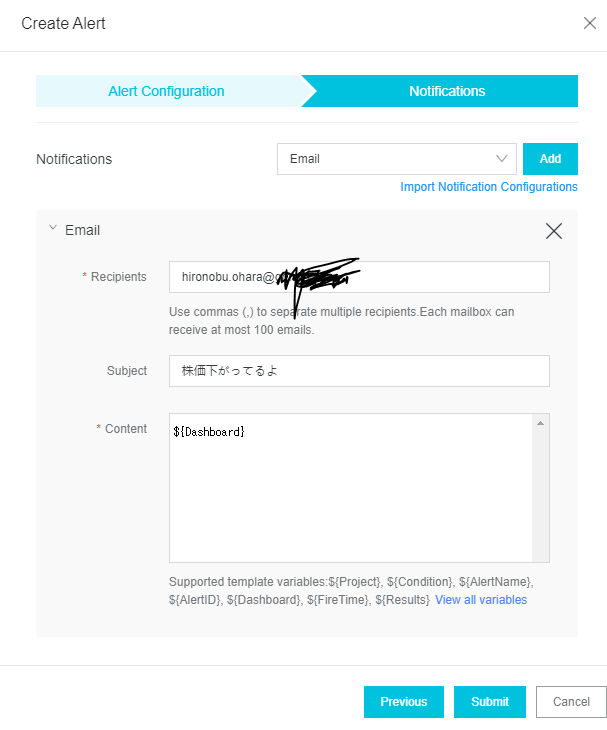 Create Alert
Alert Configuration
Notifications
Notifications
Email
Add
Import Notification Configurations
Email
* Recipients
hironobu.ohara@
Use commas (,) to separate multiple recipients.Each mailbox can
receive at most 100 emails.
Subject
株価下がってるよ
* Content
${Dashboard}
Supported template variables:${Project}, ${Condition}, ${AlertName},
${AlertID}, ${Dashboard}, ${FireTime}, ${Results} View all variables
Previous
Submit
Cancel